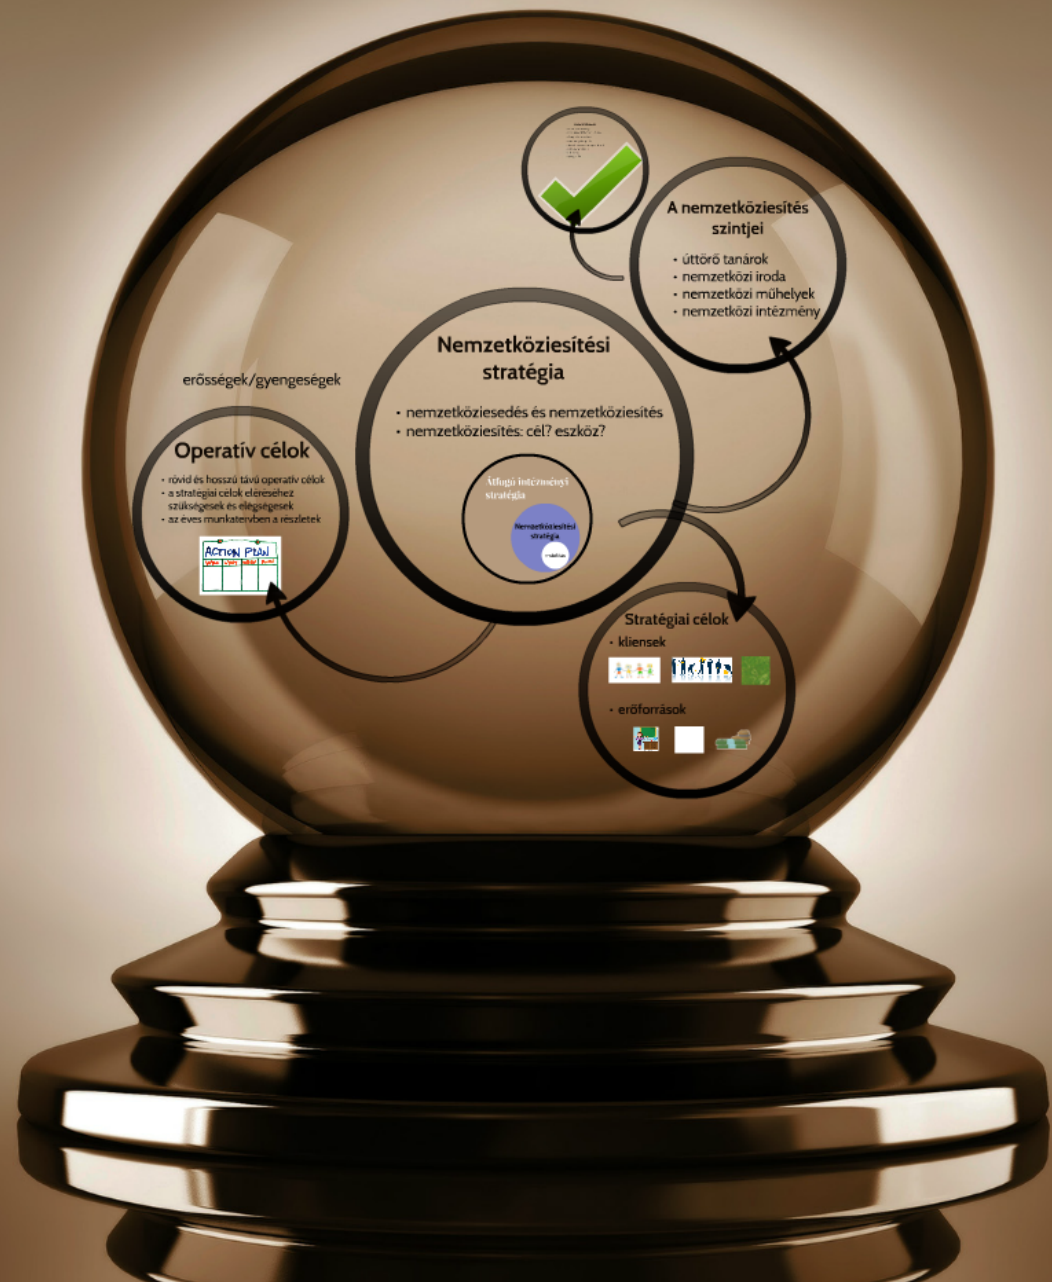 A nemzetköziesítés
szintjei
• úttörő tanárok
• nemzetközi iroda
• nemzetközi műhelyek
• nemzetközi intézmény
Nemzetköziesítési
stratégia
• nemzetköziesedés és nemzetköziesítés
• nemzetköziesítés: cél? eszköz?
Átfogó intézményi
stratégia
Nemzetköziesítési
stratégia
mobilitás
erősségek/gyengeségek
Operatív célok
• rövid és hosszú távú operatív célok
• a stratégiai célok eléréséhez
szükségesek és elégségesek
• az éves munkatervben a részletek
ACTION PLAN
Stratégiai célok
• kliensek
• erőforrások